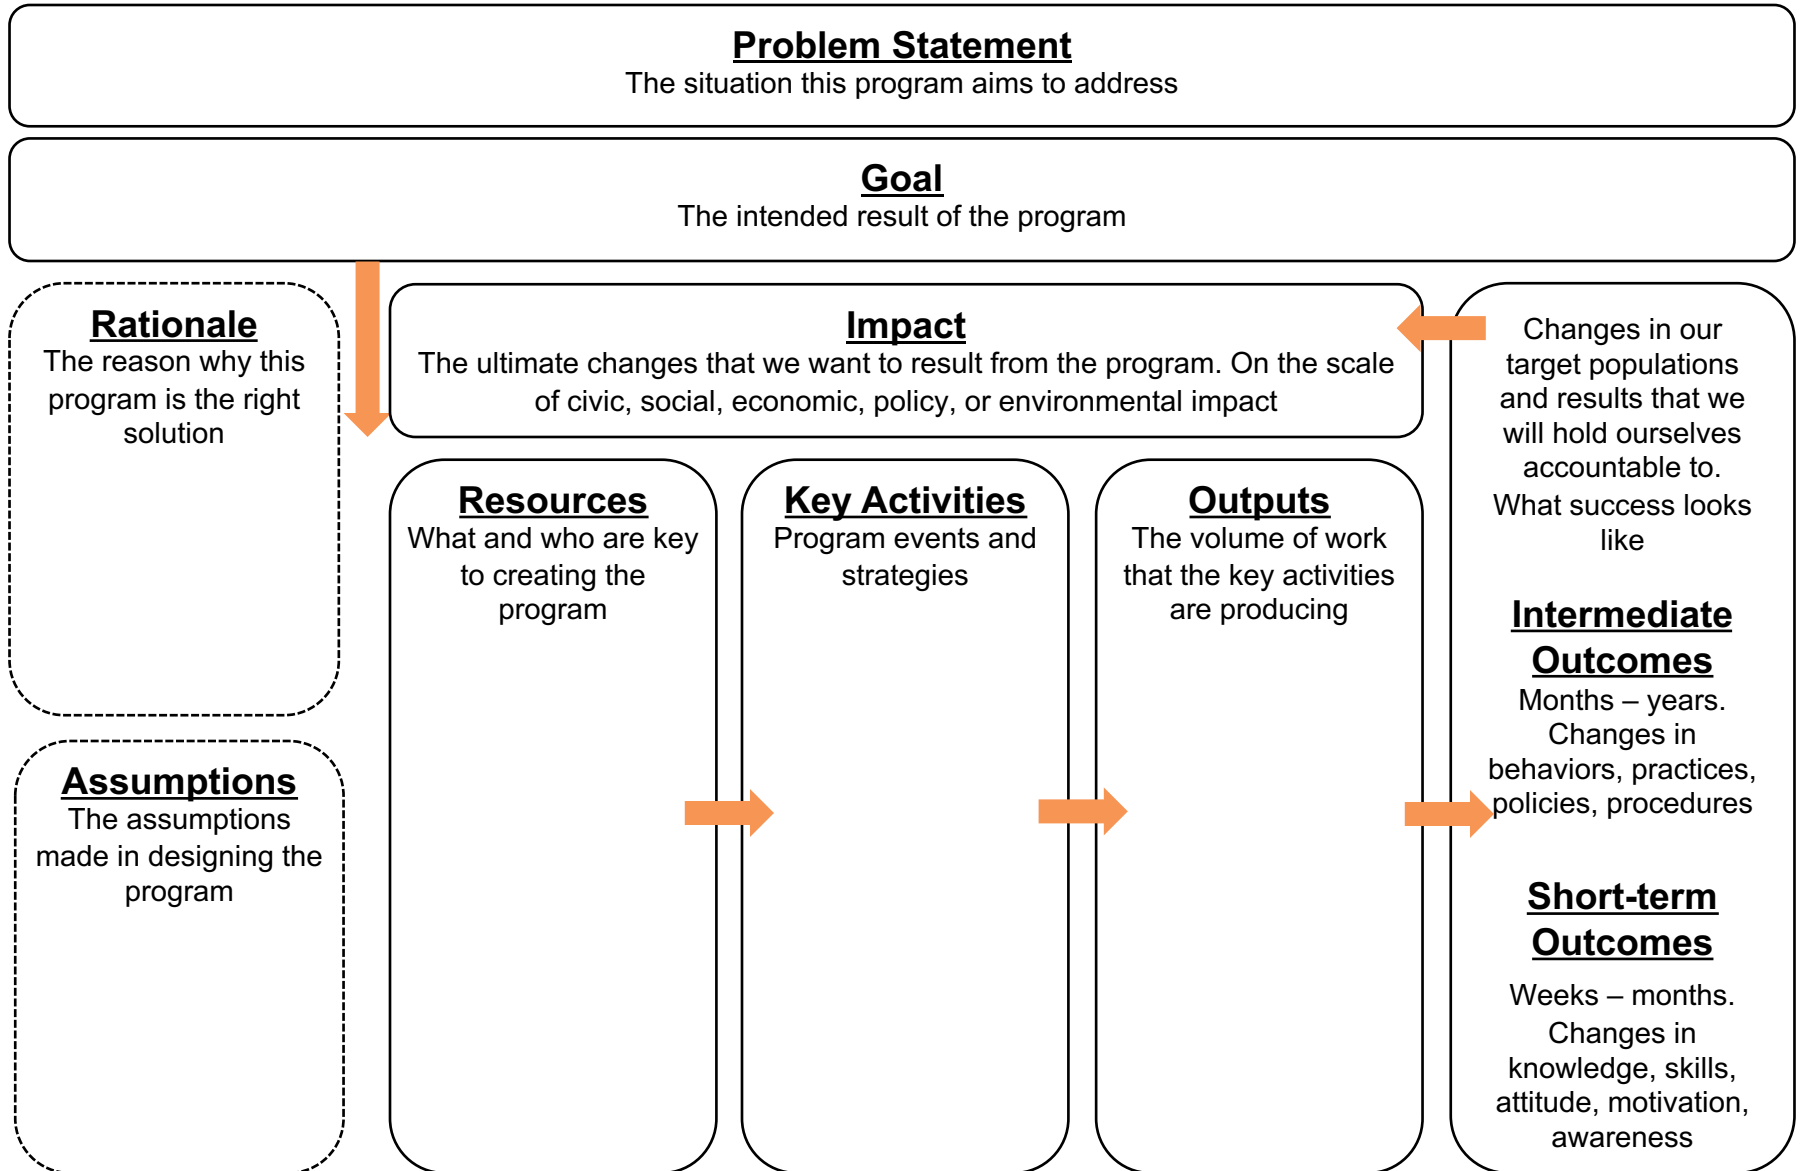 Problem Statement
The situation this program aims to address
Goal
The intended result of the program
Rationale
The reason why this
program is the right
solution
Assumptions
The assumptions
made in designing the
program
Impact
The ultimate changes that we want to result from the program. On the scale
of civic, social, economic, policy, or environmental impact
Resources
What and who are key
to creating the
program
Key Activities
Program events and
strategies
Outputs
The volume of work
that the key activities
are producing
Changes in our
target populations
and results that we
will hold ourselves
accountable to.
What success looks
like
Intermediate
Outcomes
Months – years.
Changes in
behaviors, practices,
policies, procedures
Short-term
Outcomes
Weeks – months.
Changes in
knowledge, skills,
attitude, motivation,
awareness